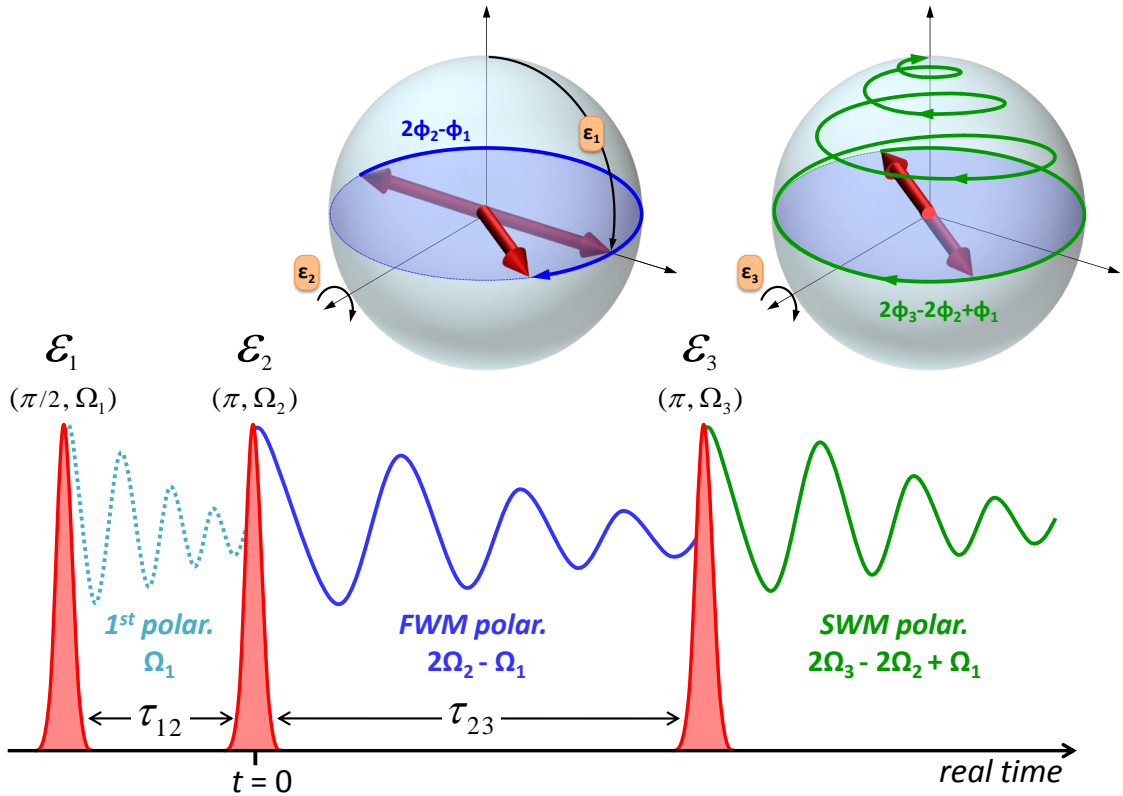 2ϕ₂-ϕ₁
ε₁
ε₂
ε₃
2ϕ₃-2ϕ₂+ϕ₁
ℰ₁
(π/2, Ω₁)
ℰ₂
(π, Ω₂)
ℰ₃
(π, Ω₃)
1ˢᵗ polar.
Ω₁
FWM polar.
2Ω₂ - Ω₁
SWM polar.
2Ω₃ - 2Ω₂ + Ω₁
τ₁₂
τ₂₃
t = 0
real time